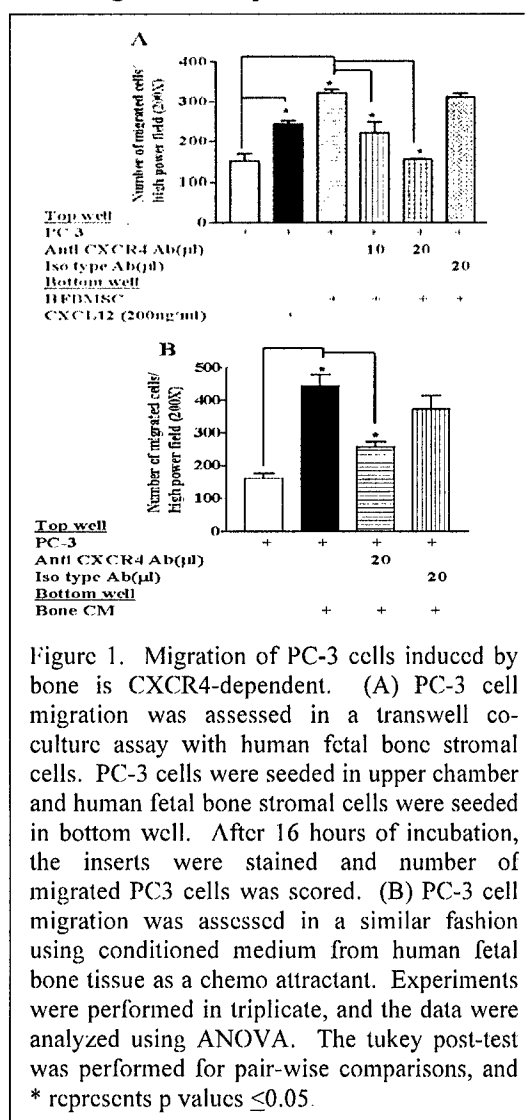 A
Number of migrated cells/
high power field (200X)
400
300
200
100
0
Top well
PC-3 + + + + + +
Anti CXCR4 Ab(µl) 10 20
Iso type Ab(µl) 20
Bottom well
HFBMSC + + + +
CXCL12 (200ng/ml) +
B
Number of migrated cells/
high power field (200X)
500
400
300
200
100
0
Top well
PC-3 + + + +
Anti CXCR4 Ab(µl) 20
Iso type Ab(µl) 20
Bottom well
Bone CM + + +
* * * *
* *
Figure 1. Migration of PC-3 cells induced by
bone is CXCR4-dependent. (A) PC-3 cell
migration was assessed in a transwell co-
culture assay with human fetal bone stromal
cells. PC-3 cells were seeded in upper chamber
and human fetal bone stromal cells were seeded
in bottom well. After 16 hours of incubation,
the inserts were stained and number of
migrated PC3 cells was scored. (B) PC-3 cell
migration was assessed in a similar fashion
using conditioned medium from human fetal
bone tissue as a chemo attractant. Experiments
were performed in triplicate, and the data were
analyzed using ANOVA. The tukey post-test
was performed for pair-wise comparisons, and
* represents p values ≤0.05.